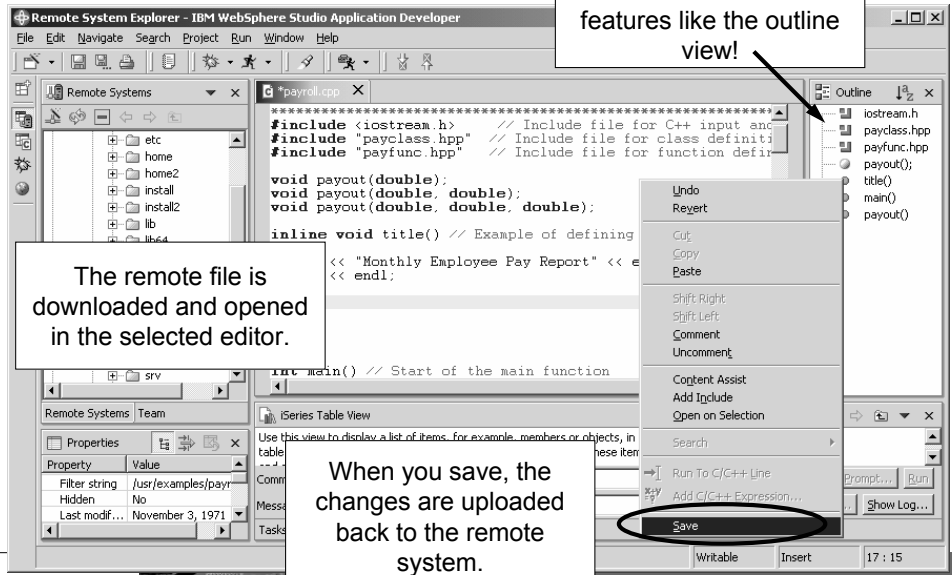 Remote System Explorer - IBM WebSphere Studio Application Developer
features like the outline
view!
File Edit Navigate Search Project Run Window Help
Remote Systems
*payroll.cpp
Outline
etc
home
home2
install
install2
lib
lib64
srv
Remote Systems Team
#include <iostream.h> // Include file for C++ input and
#include "payclass.hpp" // Include file for class definiti
#include "payfunc.hpp" // Include file for function defin
void payout(double);
void payout(double, double);
void payout(double, double, double);
inline void title() // Example of defining
<< "Monthly Employee Pay Report" << e
<< endl;
int main() // Start of the main function
iostream.h
payclass.hpp
payfunc.hpp
payout();
title()
main()
payout()
The remote file is
downloaded and opened
in the selected editor.
Undo
Revert
Cut
Copy
Paste
Shift Right
Shift Left
Comment
Uncomment
Content Assist
Add Include
Open on Selection
Search
Run To C/C++ Line
Add C/C++ Expression...
Save
Properties
Property Value
Filter string /usr/examples/payr
Hidden No
Last modif... November 3, 1971
iSeries Table View
Use this view to display a list of items, for example, members or objects, in
table
Comm
Messa
Tasks
When you save, the
changes are uploaded
back to the remote
system.
Prompt... Run
Show Log...
Writable Insert 17 : 15